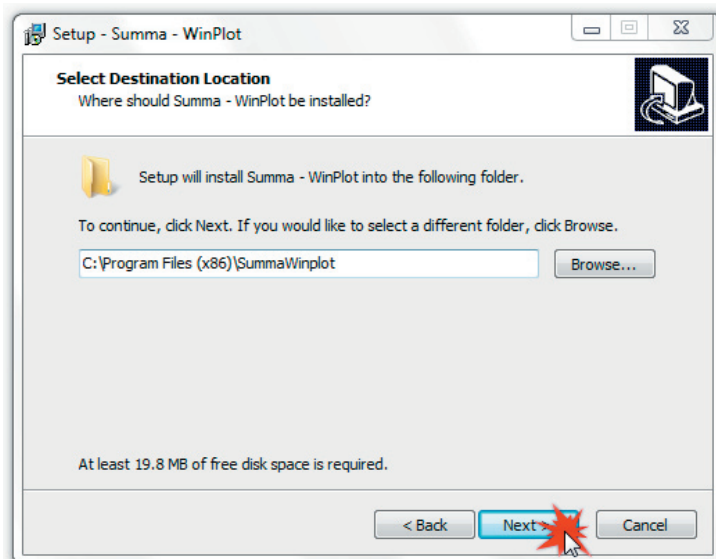 Setup - Summa - WinPlot
Select Destination Location
Where should Summa - WinPlot be installed?
Setup will install Summa - WinPlot into the following folder.
To continue, click Next. If you would like to select a different folder, click Browse.
C:\Program Files (x86)\SummaWinplot
Browse...
At least 19.8 MB of free disk space is required.
< Back
Next >
Cancel